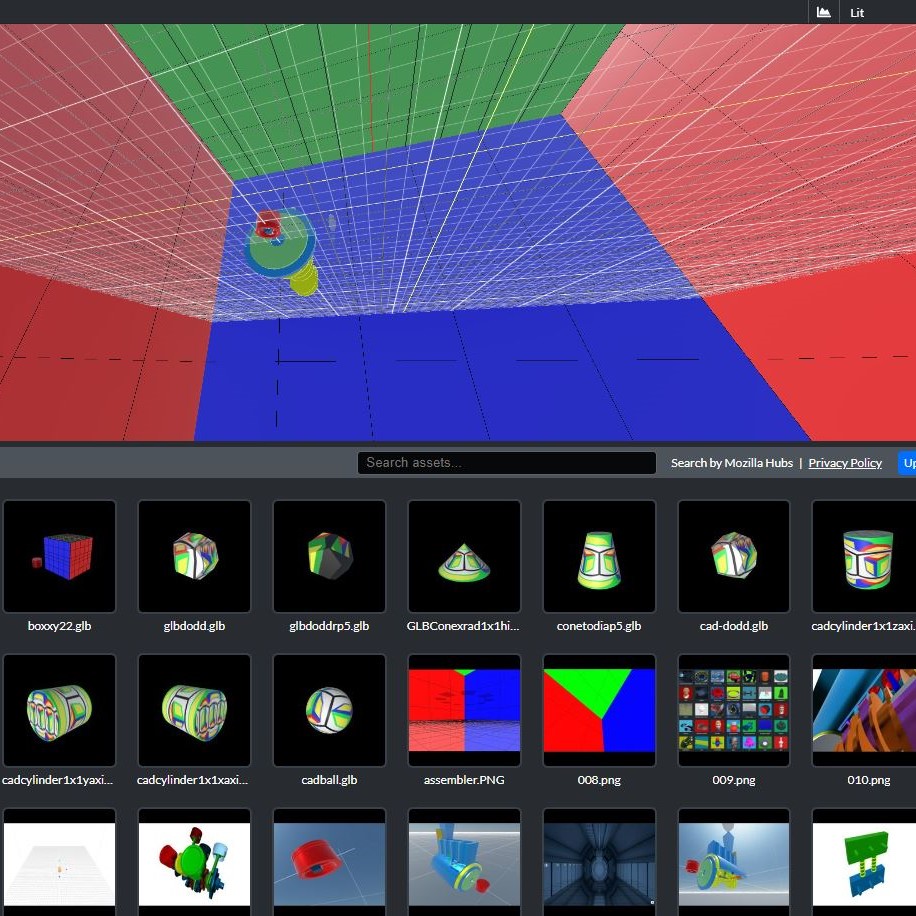 Lit
Search assets...
Search by Mozilla Hubs | Privacy Policy
Up
boxxy22.glb
glbdodd.glb
glbdoddrp5.glb
GLBConexrad1x1hi...
conetodiap5.glb
cad-dodd.glb
cadcylinder1x1zaxi.
cadcylinder1x1yaxi...
cadcylinder1x1xaxi...
cadball.glb
assembler.PNG
008.png
009.png
010.png